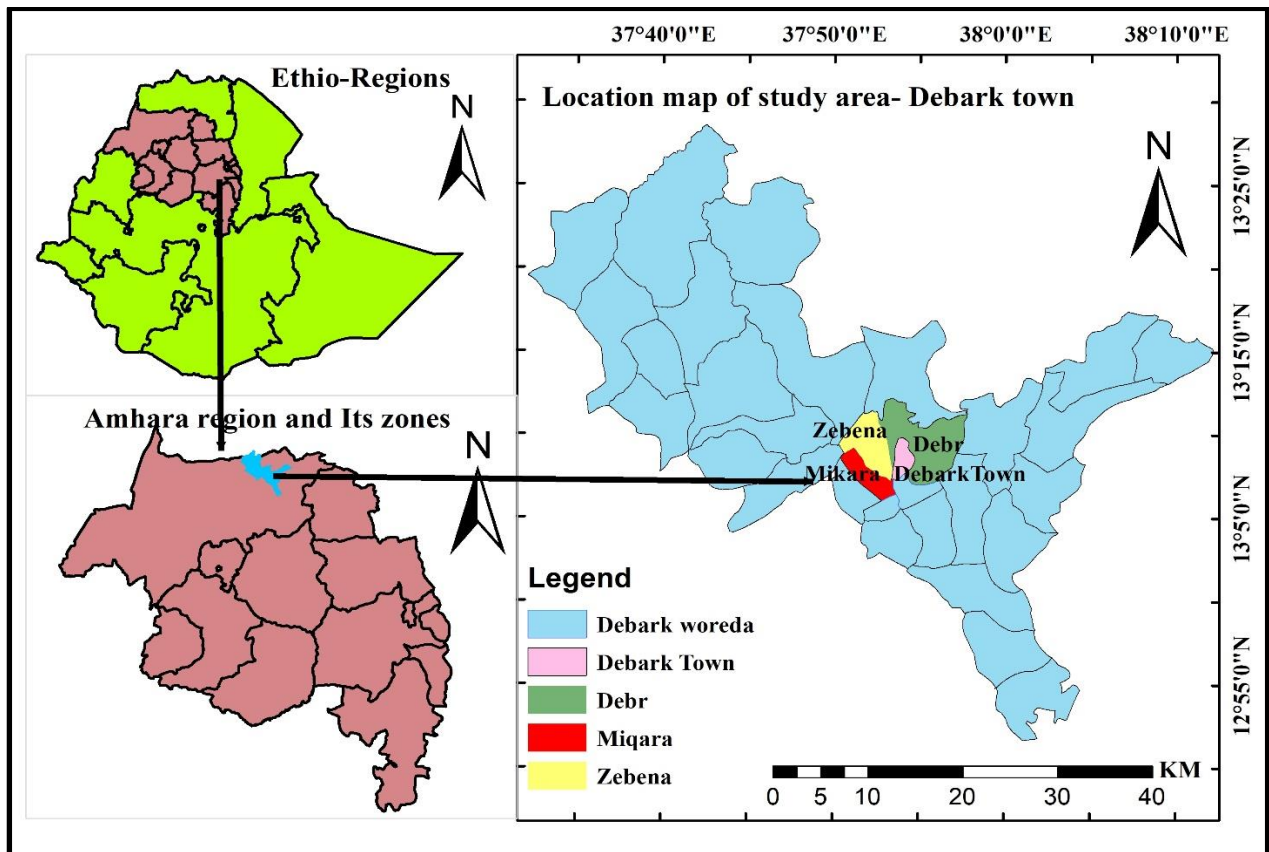 37°40'0"E 37°50'0"E 38°0'0"E 38°10'0"E
Ethio-Regions
N
Location map of study area- Debark town
N
13°25'0"N
13°15'0"N
13°5'0"N
12°55'0"N
Amhara region and Its zones
N
Zebena
Debr
Mikara
DebarkTown
Legend
Debark woreda
Debark Town
Debr
Miqara
Zebena
KM
0 5 10 20 30 40